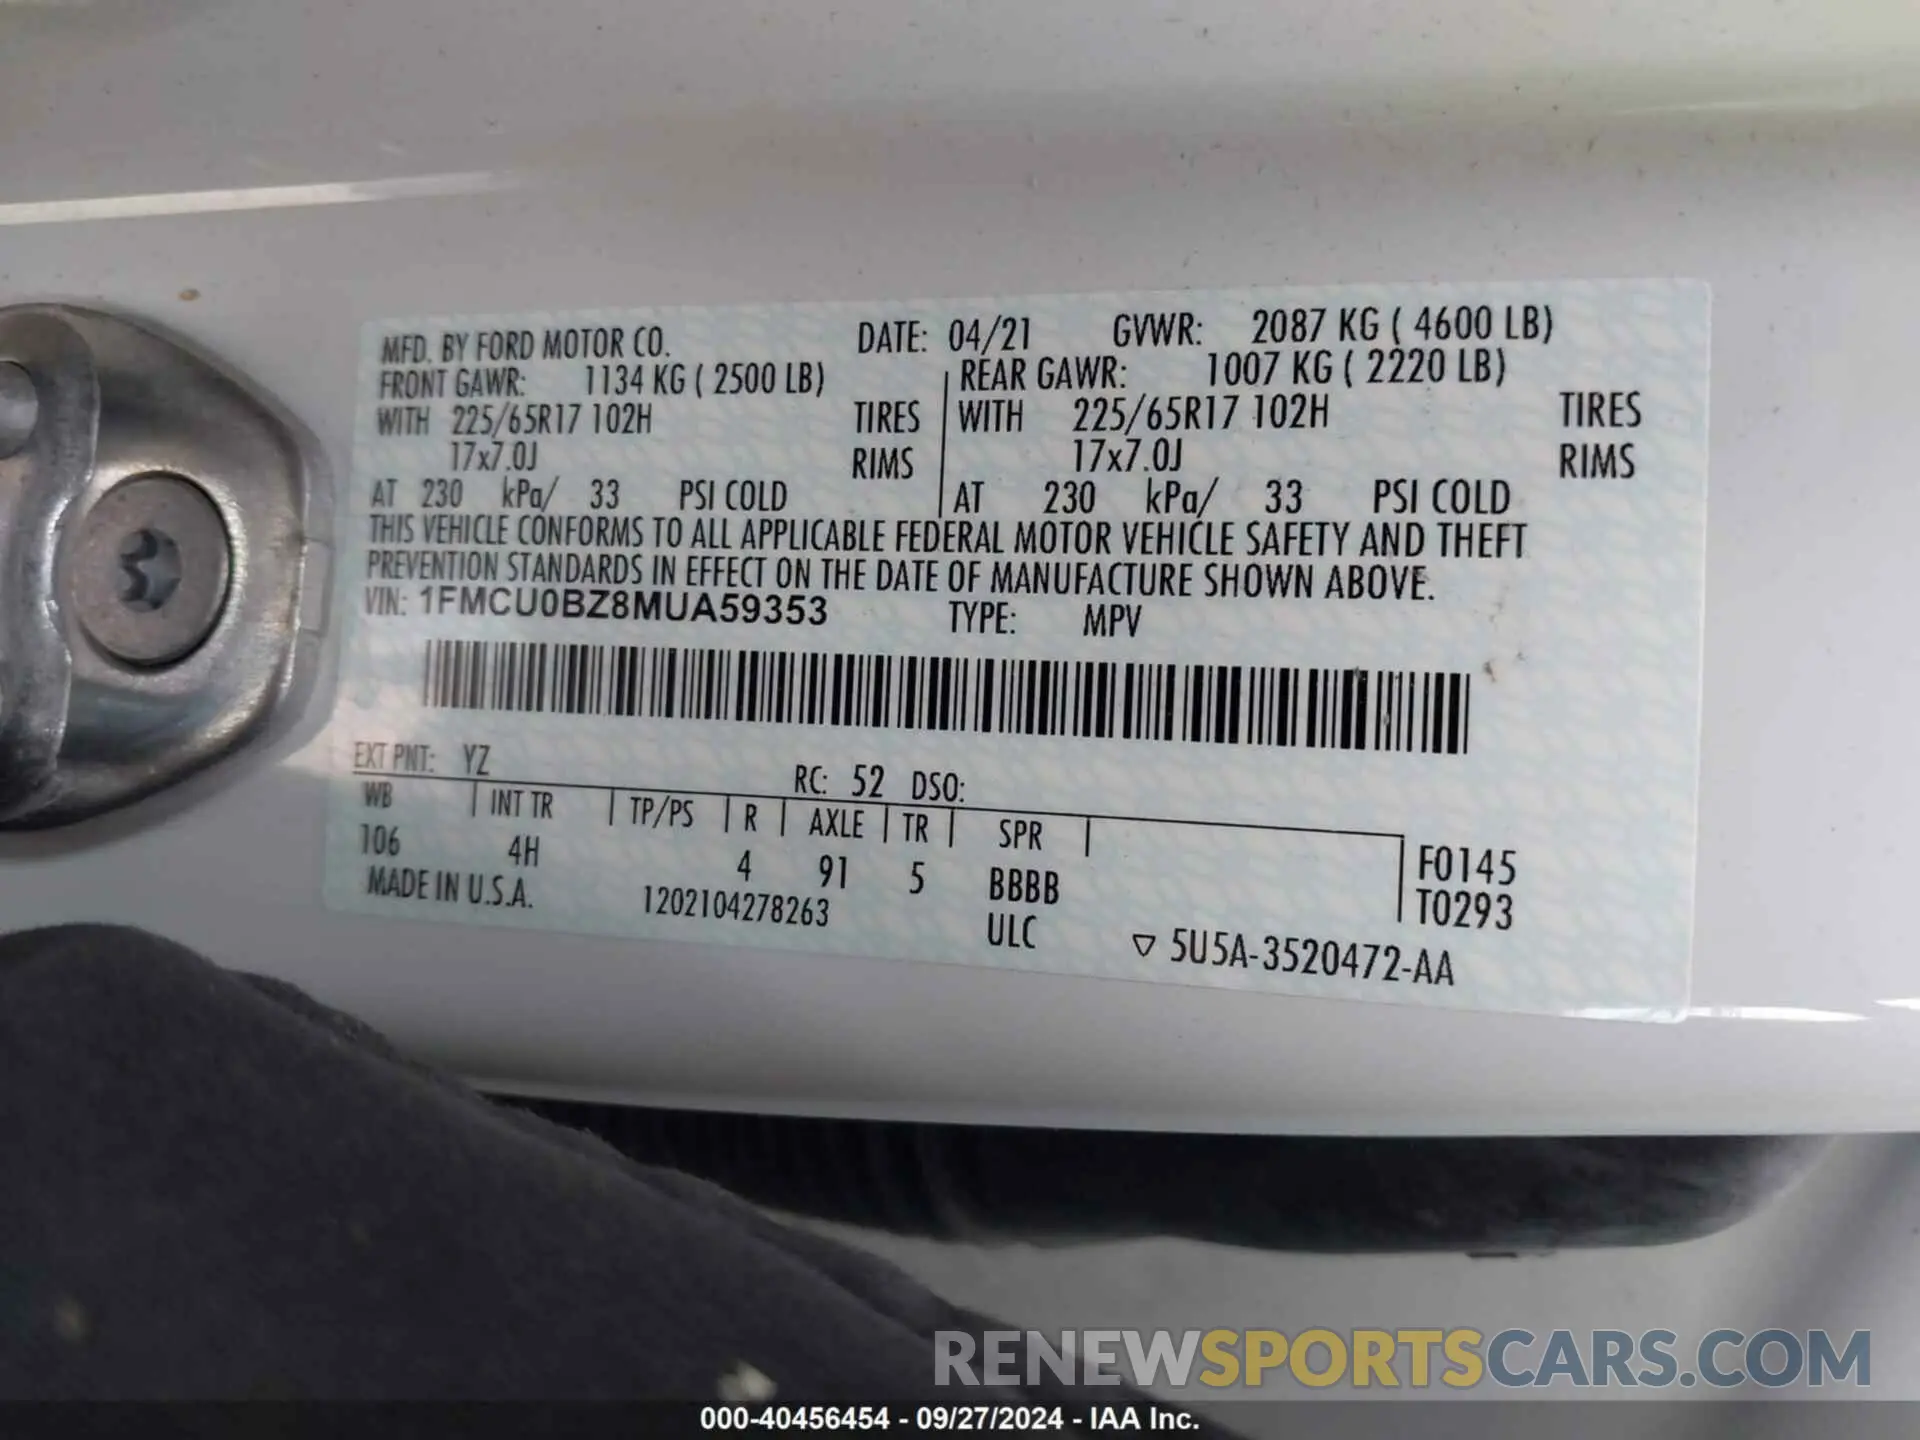 MFD. BY FORD MOTOR CO. DATE: 04/21 GVWR: 2087 KG ( 4600 LB)
FRONT GAWR: 1134 KG ( 2500 LB) REAR GAWR: 1007 KG ( 2220 LB)
WITH 225/65R17 102H TIRES WITH 225/65R17 102H TIRES
17x7.0J RIMS 17x7.0J RIMS
AT 230 kPa/ 33 PSI COLD AT 230 kPa/ 33 PSI COLD
THIS VEHICLE CONFORMS TO ALL APPLICABLE FEDERAL MOTOR VEHICLE SAFETY AND THEFT
PREVENTION STANDARDS IN EFFECT ON THE DATE OF MANUFACTURE SHOWN ABOVE.
VIN: 1FMCU0BZ8MUA59353 TYPE: MPV
EXT PNT: YZ RC: 52 DSO:
WB INT TR TP/PS R AXLE TR SPR
106 4H 4 91 5 BBBB F0145
MADE IN U.S.A. 1202104278263 ULC T0293
▽ 5U5A-3520472-AA
RENEWSPORTSCARS.COM
000-40456454 - 09/27/2024 - IAA Inc.